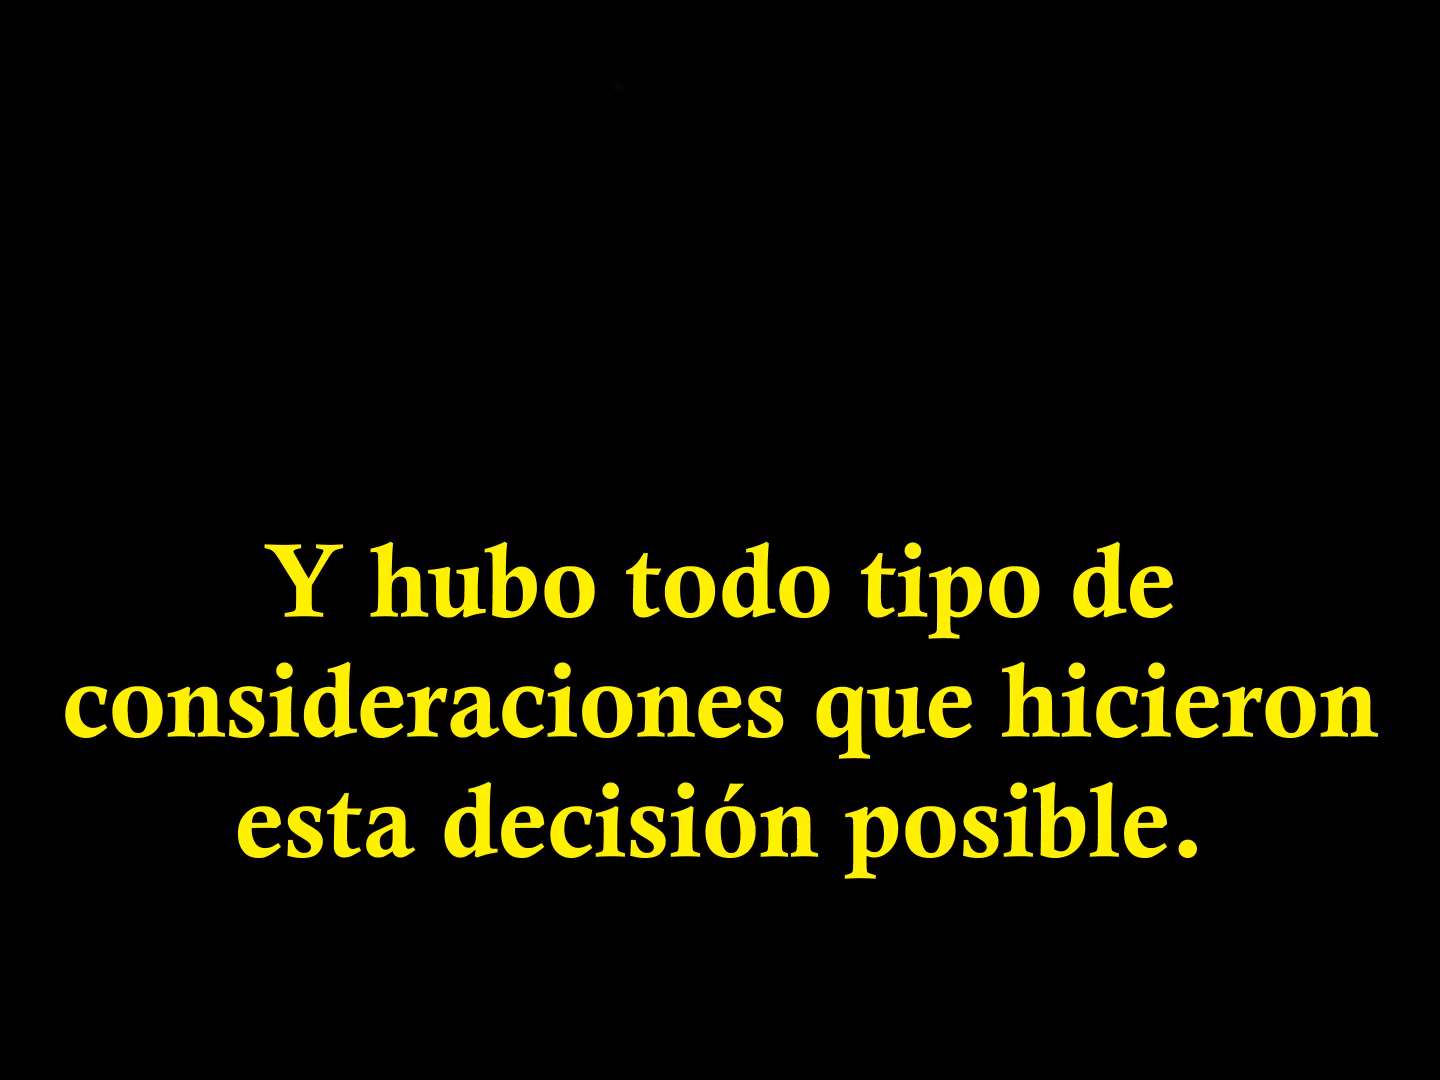 Y hubo todo tipo de
consideraciones que hicieron
esta decisión posible.